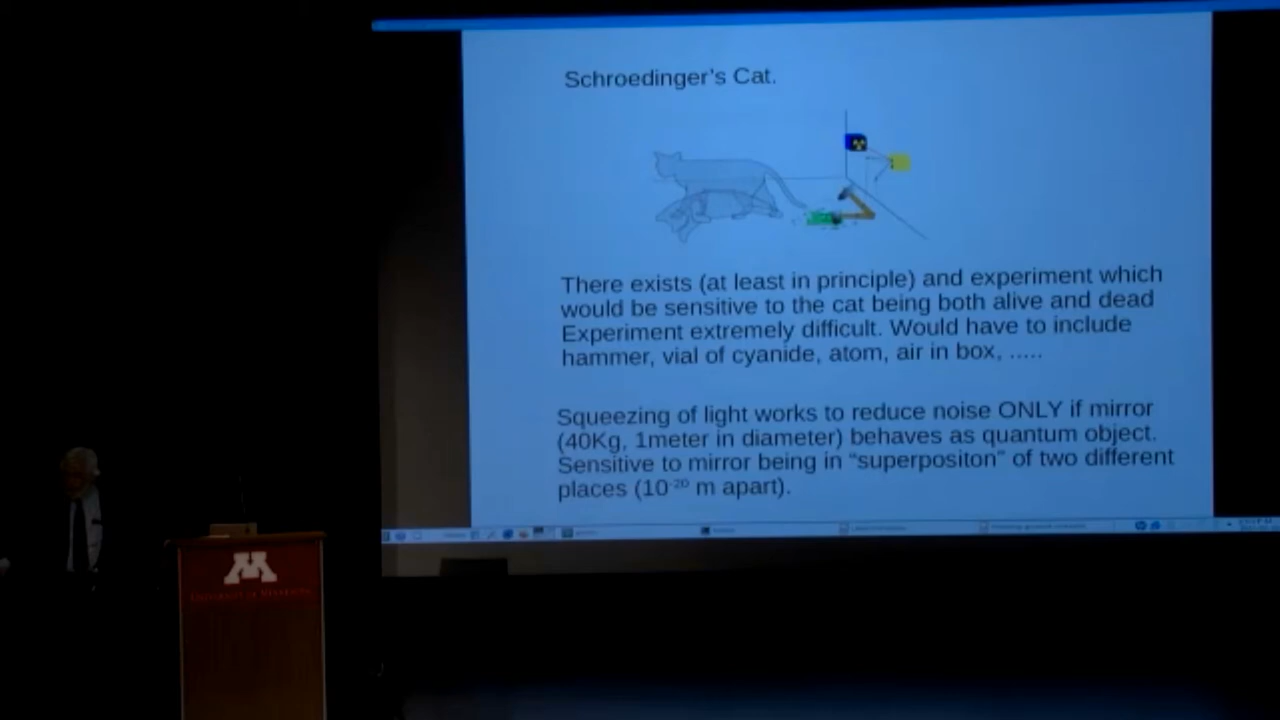 Schroedinger's Cat.
There exists (at least in principle) and experiment which
would be sensitive to the cat being both alive and dead
Experiment extremely difficult. Would have to include
hammer, vial of cyanide, atom, air in box, .....
Squeezing of light works to reduce noise ONLY if mirror
(40Kg, 1meter in diameter) behaves as quantum object.
Sensitive to mirror being in “superpositon” of two different
places (10⁻²⁰ m apart).
M
UNIVERSITY OF MINNESOTA